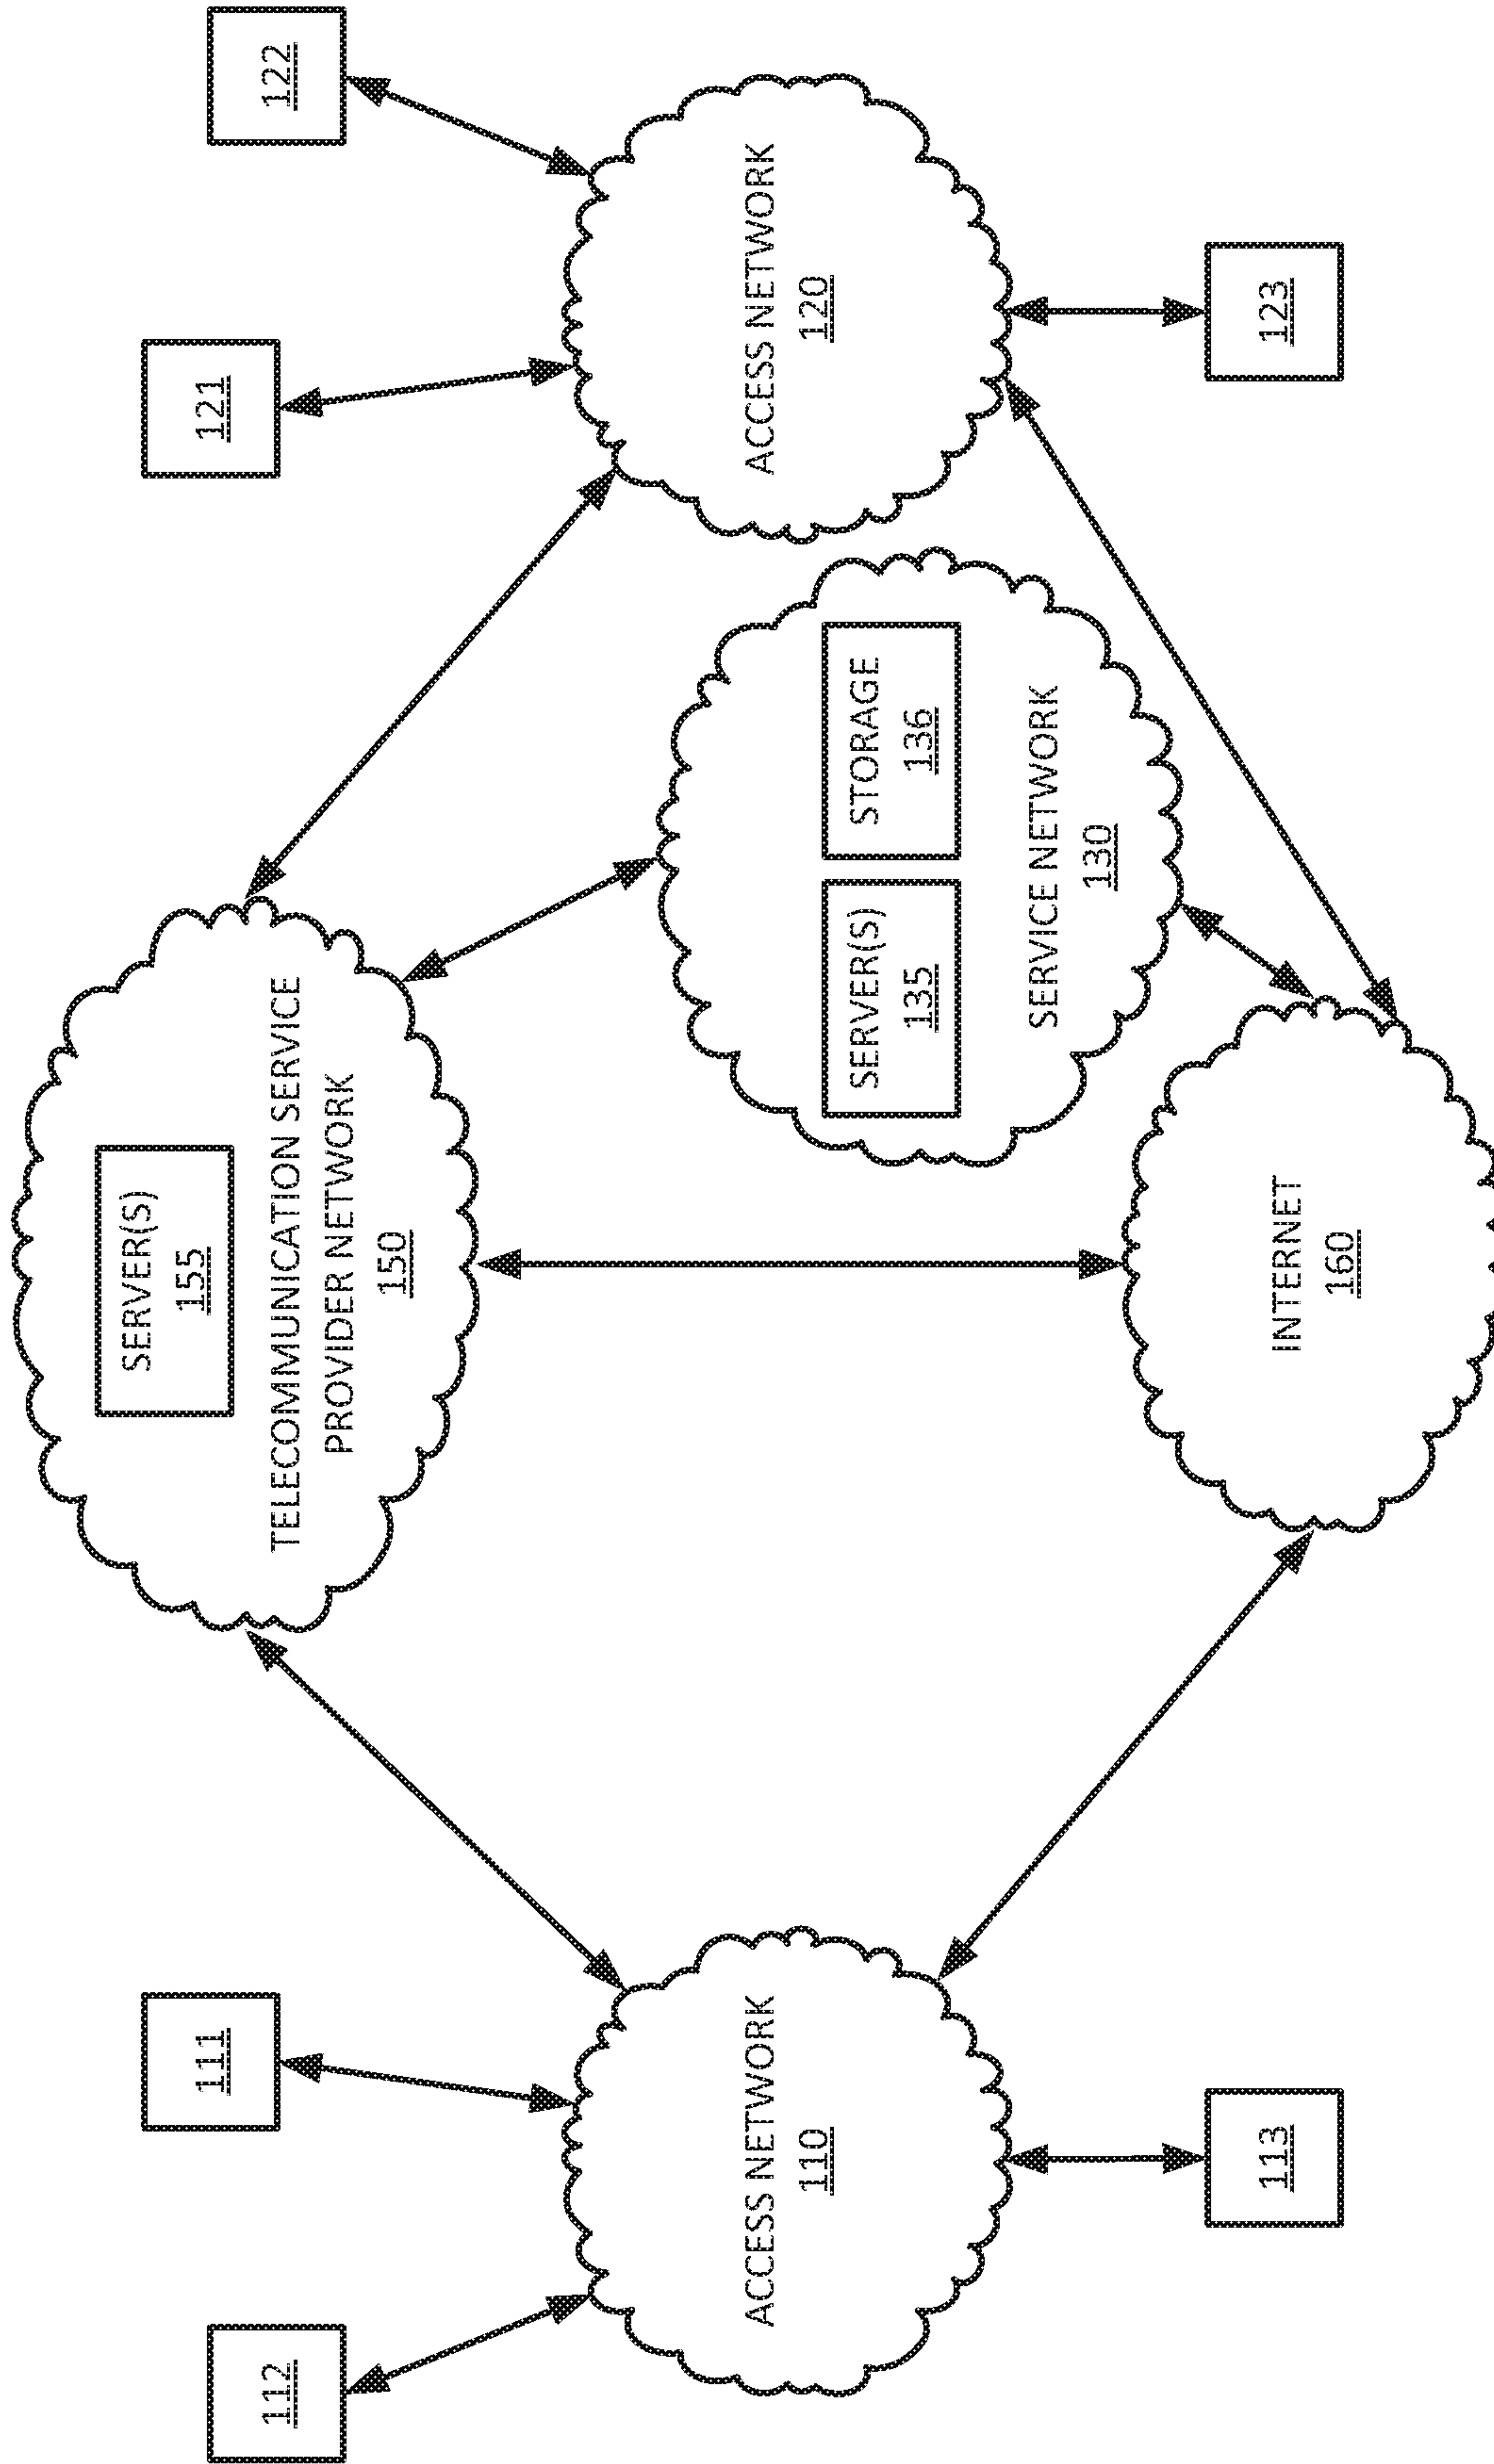 SERVER(S)
155
TELECOMMUNICATION SERVICE
PROVIDER NETWORK
150
112
111
121
122
ACCESS NETWORK
110
SERVER(S)
135
STORAGE
136
SERVICE NETWORK
130
ACCESS NETWORK
120
113
INTERNET
160
123